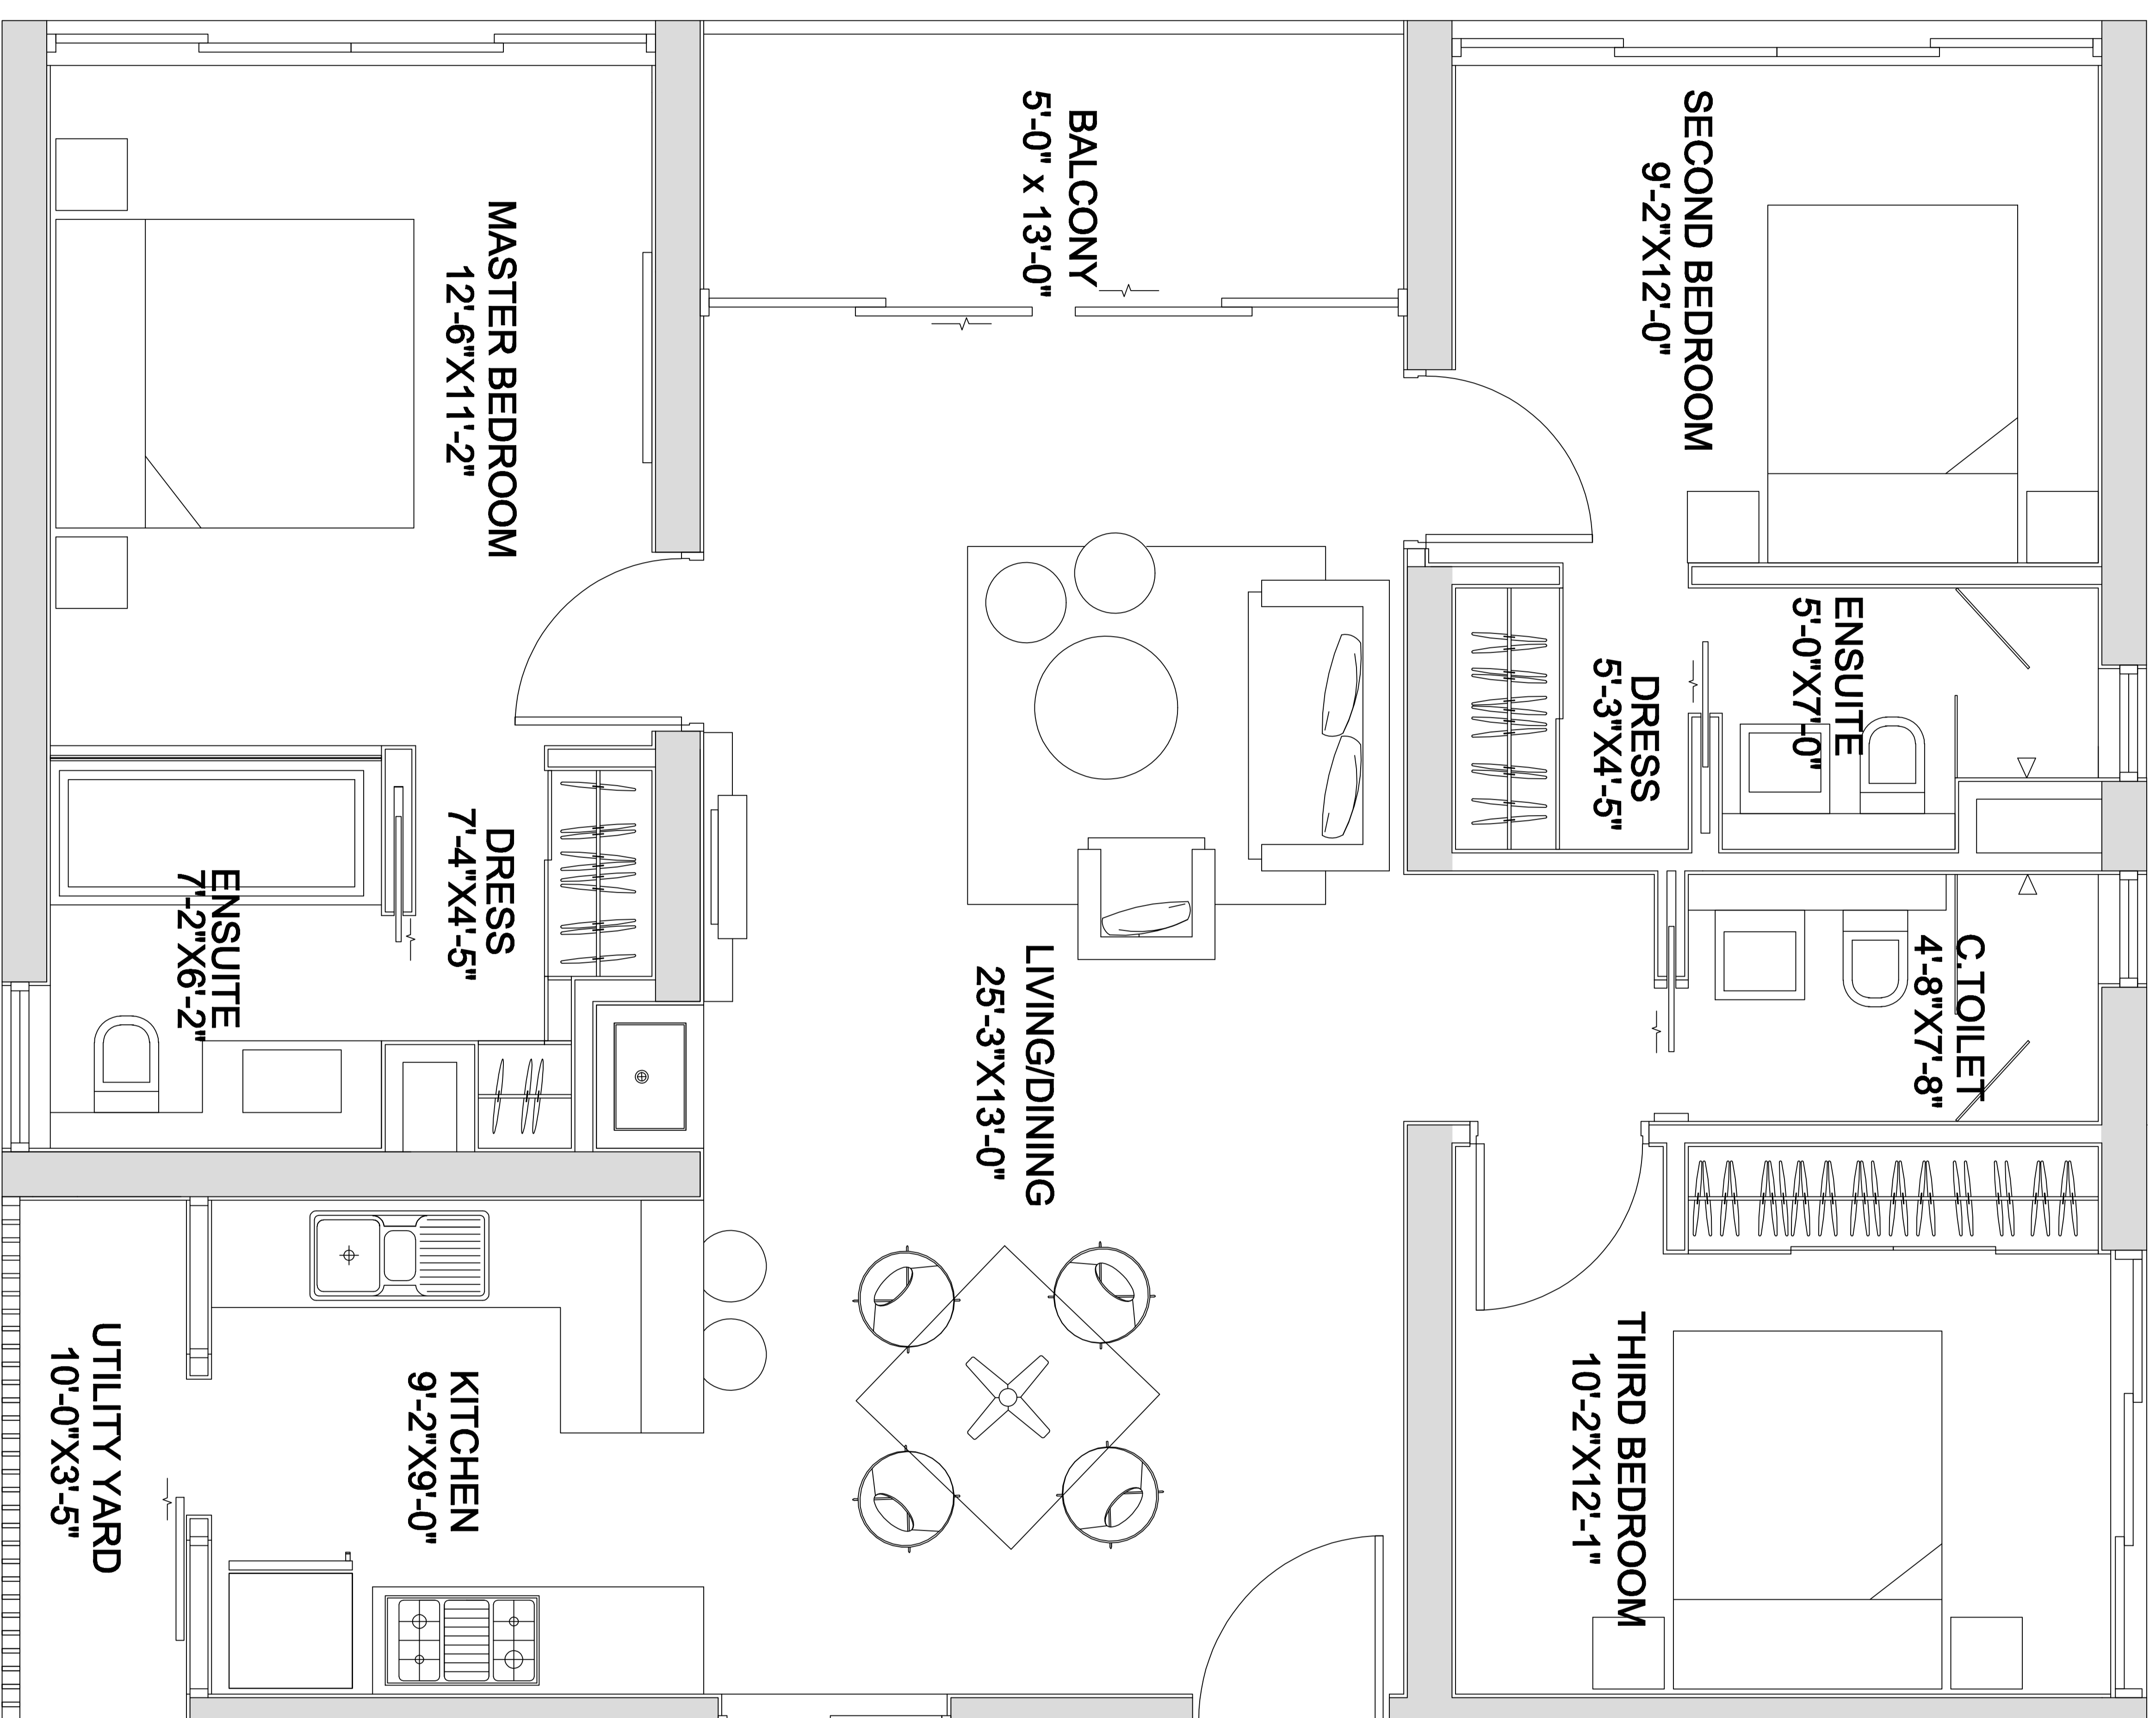 SECOND BEDROOM
9'-2"X12'-0"
ENSUITE
5'-0"X7'-0"
DRESS
5'-3"X4'-5"
C.TOILET
4'-8"X7'-8"
THIRD BEDROOM
10'-2"X12'-1"
BALCONY
5'-0" x 13'-0"
LIVING/DINING
25'-3"X13'-0"
MASTER BEDROOM
12'-6"X11'-2"
DRESS
7'-4"X4'-5"
ENSUITE
7'-2"X6'-2"
KITCHEN
9'-2"X9'-0"
UTILITY YARD
10'-0"X3'-5"